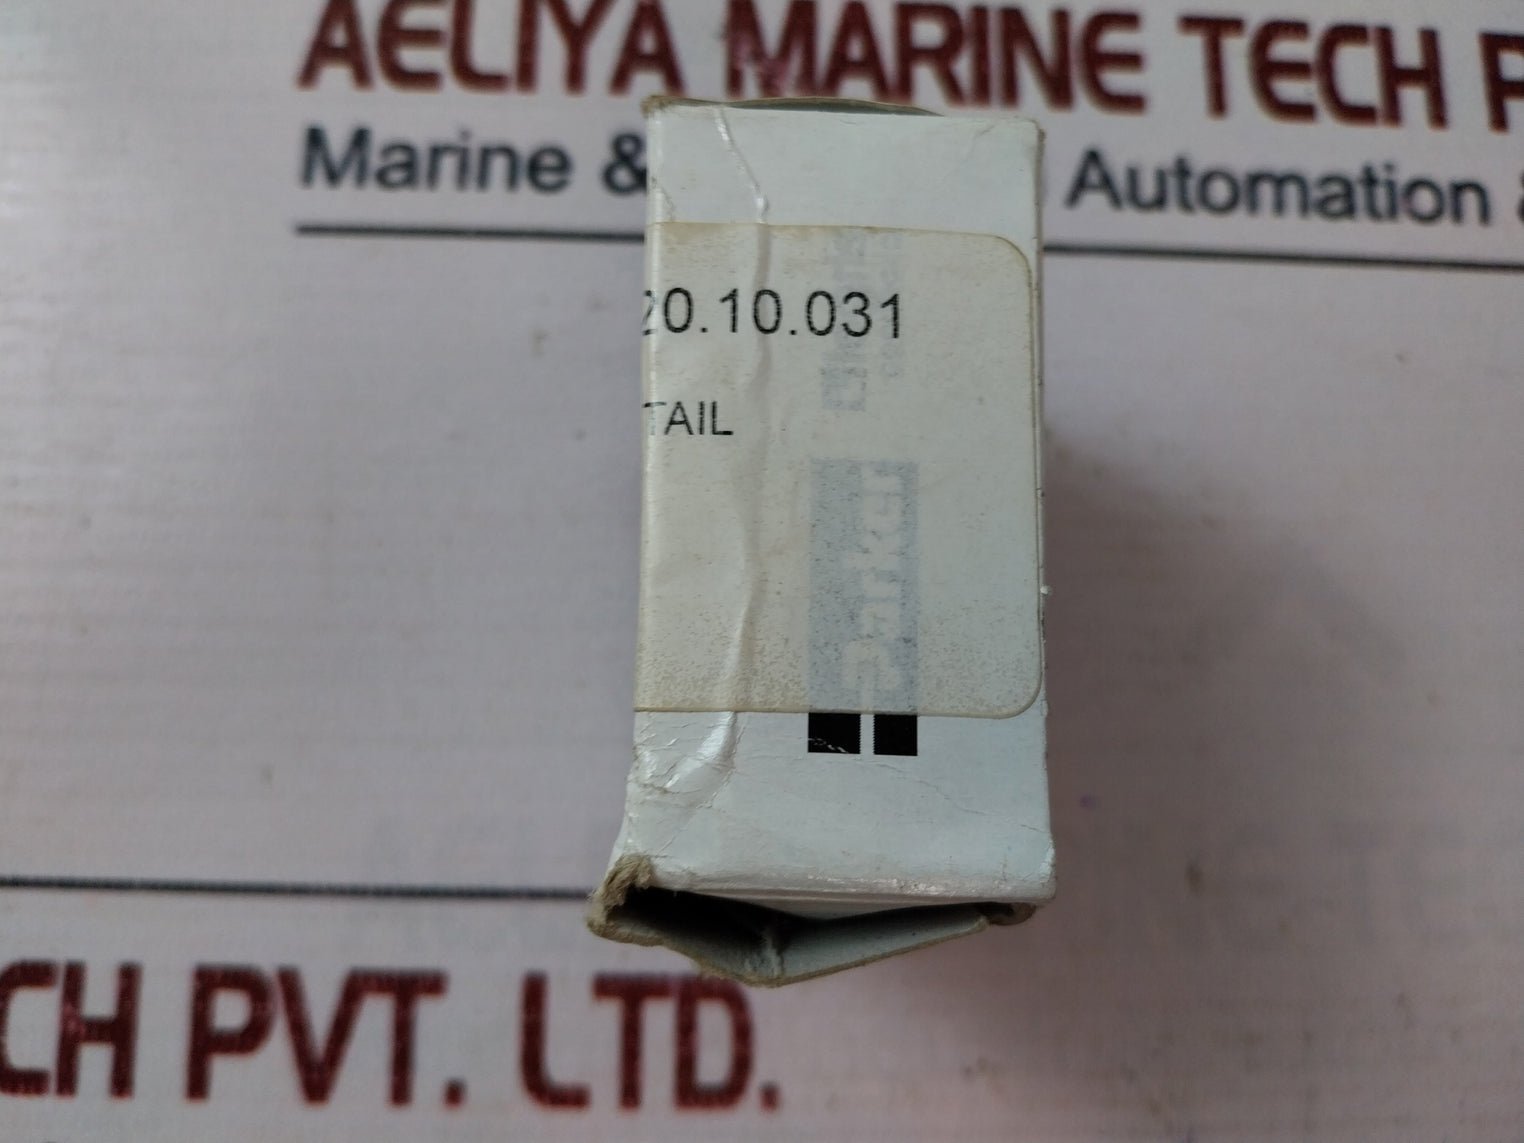 AELIYA MARINE TECH P
Marine & Automation &
20.10.031
TAIL
Parker
CH PVT. LTD.